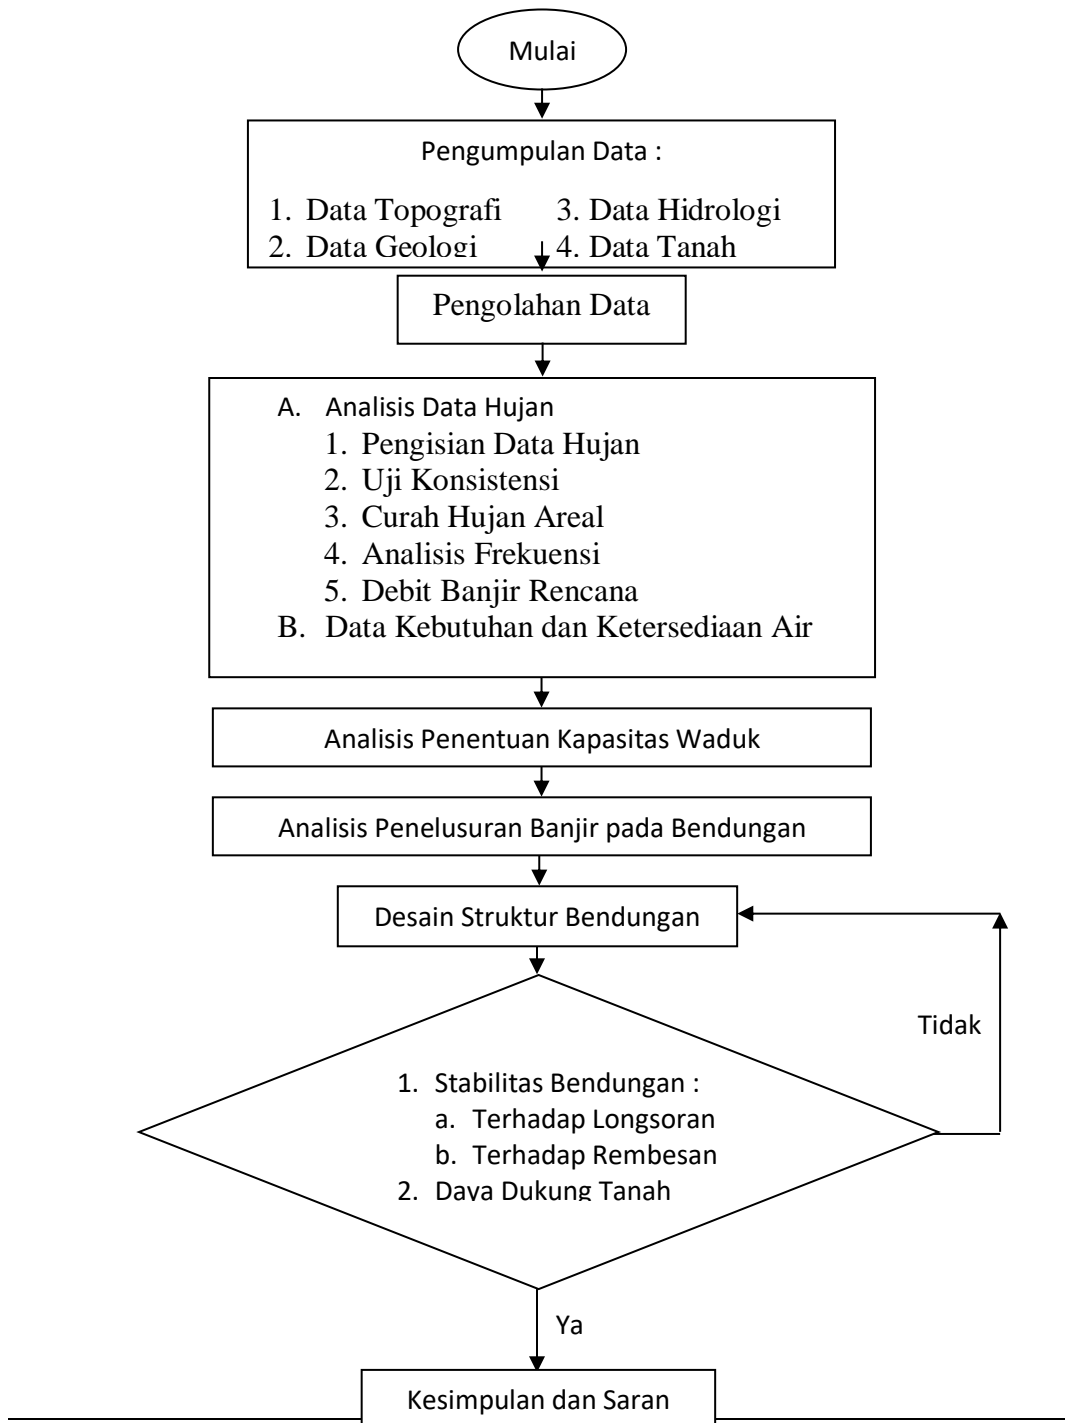 Mulai
Pengumpulan Data :
1. Data Topografi 3. Data Hidrologi
2. Data Geologi 4. Data Tanah
Pengolahan Data
A. Analisis Data Hujan
1. Pengisian Data Hujan
2. Uji Konsistensi
3. Curah Hujan Areal
4. Analisis Frekuensi
5. Debit Banjir Rencana
B. Data Kebutuhan dan Ketersediaan Air
Analisis Penentuan Kapasitas Waduk
Analisis Penelusuran Banjir pada Bendungan
Desain Struktur Bendungan
Tidak
1. Stabilitas Bendungan :
a. Terhadap Longsoran
b. Terhadap Rembesan
2. Daya Dukung Tanah
Ya
Kesimpulan dan Saran